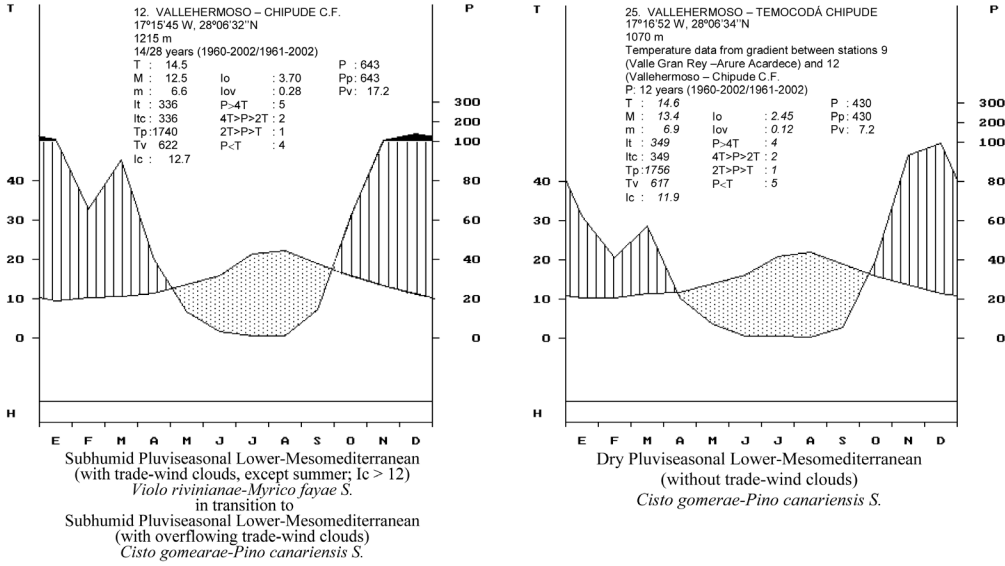 T
P
12. VALLEHERMOSO – CHIPUDE C.F.
17º15'45 W, 28º06'32''N
1215 m
14/28 years (1960-2002/1961-2002)
T : 14.5 P : 643
M : 12.5 Io : 3.70 Pp : 643
m : 6.6 Iov : 0.28 Pv : 17.2
It : 336 P>4T : 5
Itc : 336 4T>P>2T : 2
Tp :1740 2T>P>T : 1
Tv 622 P<T : 4
Ic : 12.7
300
200
100
40 80
30 60
20 40
10 20
0 0
H
E F M A M J J A S O N D
Subhumid Pluviseasonal Lower-Mesomediterranean
(with trade-wind clouds, except summer; Ic > 12)
Violo rivinianae-Myrico fayae S.
in transition to
Subhumid Pluviseasonal Lower-Mesomediterranean
(with overflowing trade-wind clouds)
Cisto gomearae-Pino canariensis S.
T
P
25. VALLEHERMOSO – TEMOCODÁ CHIPUDE
17º16'52 W, 28º06'34''N
1070 m
Temperature data from gradient between stations 9
(Valle Gran Rey –Arure Acardece) and 12
(Vallehermoso – Chipude C.F.
P: 12 years (1960-2002/1961-2002)
T : 14.6 P : 430
M : 13.4 Io : 2.45 Pp : 430
m : 6.9 Iov : 0.12 Pv : 7.2
It : 349 P>4T : 4
Itc : 349 4T>P>2T : 2
Tp :1756 2T>P>T : 1
Tv 617 P<T : 5
Ic : 11.9
300
200
100
40 80
30 60
20 40
10 20
0 0
H
E F M A M J J A S O N D
Dry Pluviseasonal Lower-Mesomediterranean
(without trade-wind clouds)
Cisto gomerae-Pino canariensis S.